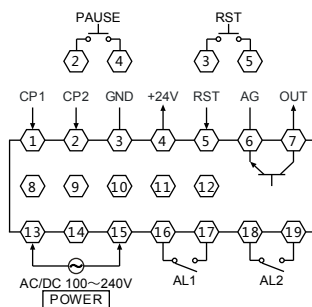 PAUSE RST
2 4 3 5
CP1 CP2 GND +24V RST AG OUT
1 2 3 4 5 6 7
8 9 10 11 12
13 14 15 16 17 18 19
AC/DC 100～240V AL1 AL2
POWER